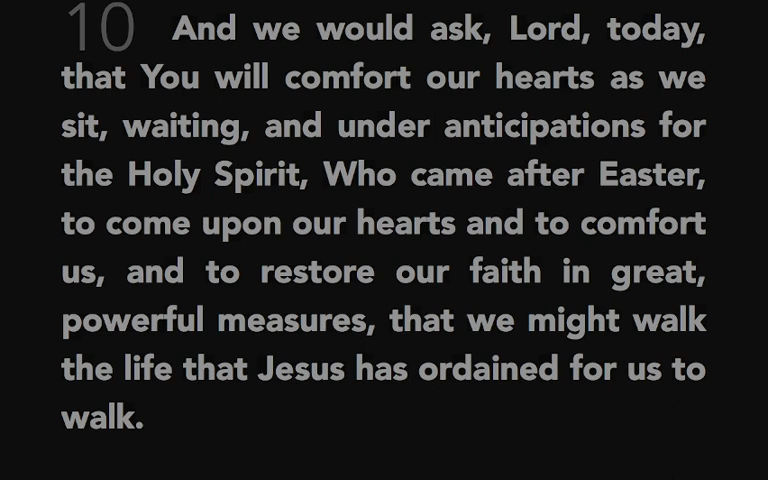 10 And we would ask, Lord, today,
that You will comfort our hearts as we
sit, waiting, and under anticipations for
the Holy Spirit, Who came after Easter,
to come upon our hearts and to comfort
us, and to restore our faith in great,
powerful measures, that we might walk
the life that Jesus has ordained for us to
walk.